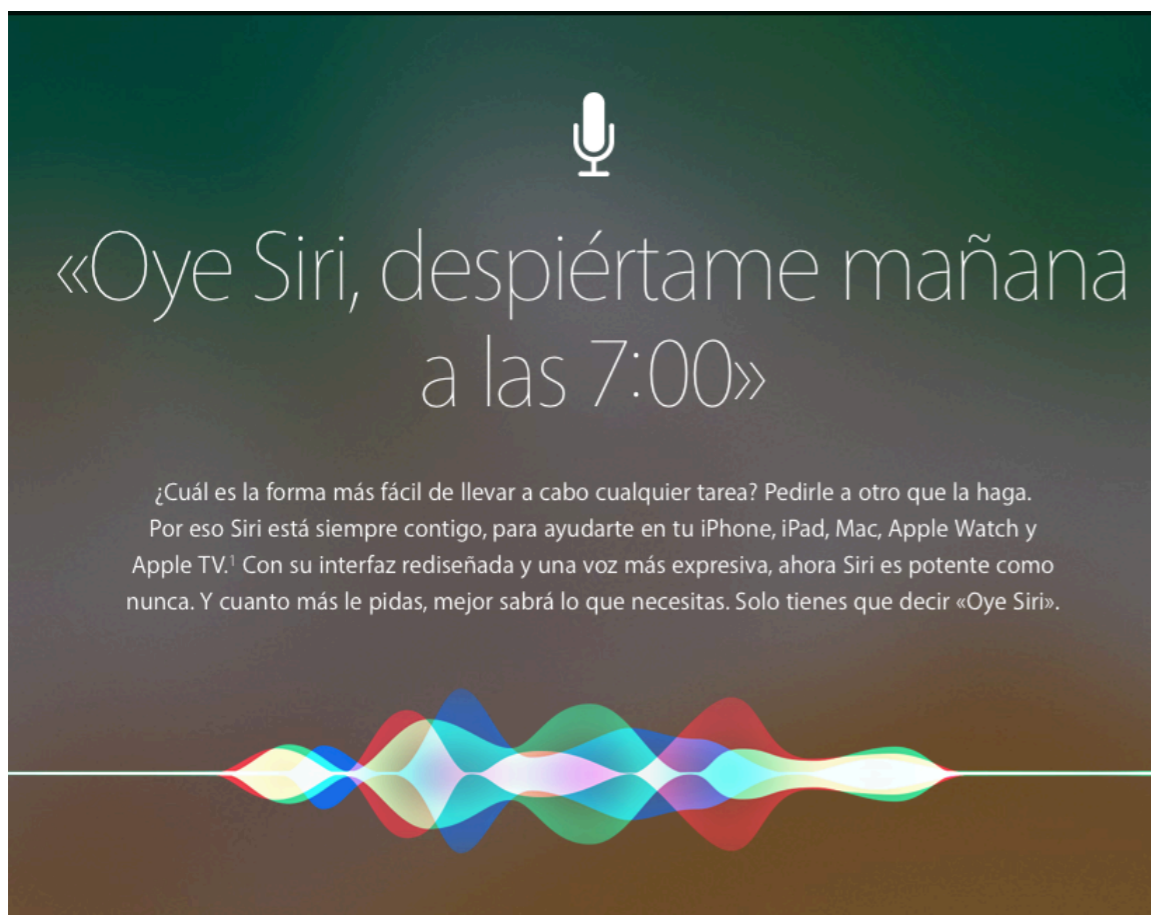 «Oye Siri, despiértame mañana
a las 7:00»
¿Cuál es la forma más fácil de llevar a cabo cualquier tarea? Pedirle a otro que la haga.
Por eso Siri está siempre contigo, para ayudarte en tu iPhone, iPad, Mac, Apple Watch y
Apple TV.¹ Con su interfaz rediseñada y una voz más expresiva, ahora Siri es potente como
nunca. Y cuanto más le pidas, mejor sabrá lo que necesitas. Solo tienes que decir «Oye Siri».